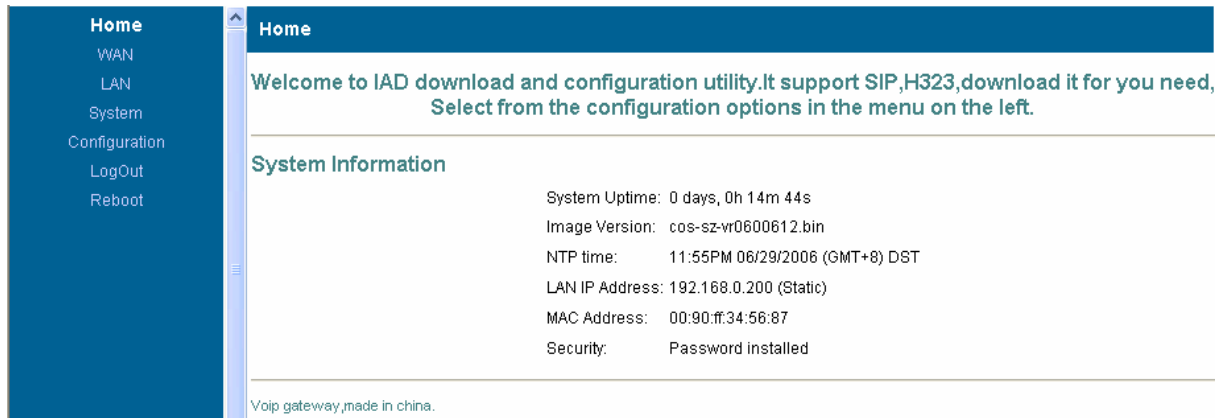 Home
WAN
LAN
System
Configuration
LogOut
Reboot
Home
Welcome to IAD download and configuration utility.It support SIP,H323,download it for you need,
Select from the configuration options in the menu on the left.
System Information
System Uptime: 0 days, 0h 14m 44s
Image Version: cos-sz-vr0600612.bin
NTP time: 11:55PM 06/29/2006 (GMT+8) DST
LAN IP Address: 192.168.0.200 (Static)
MAC Address: 00:90:ff:34:56:87
Security: Password installed
Voip gateway,made in china.